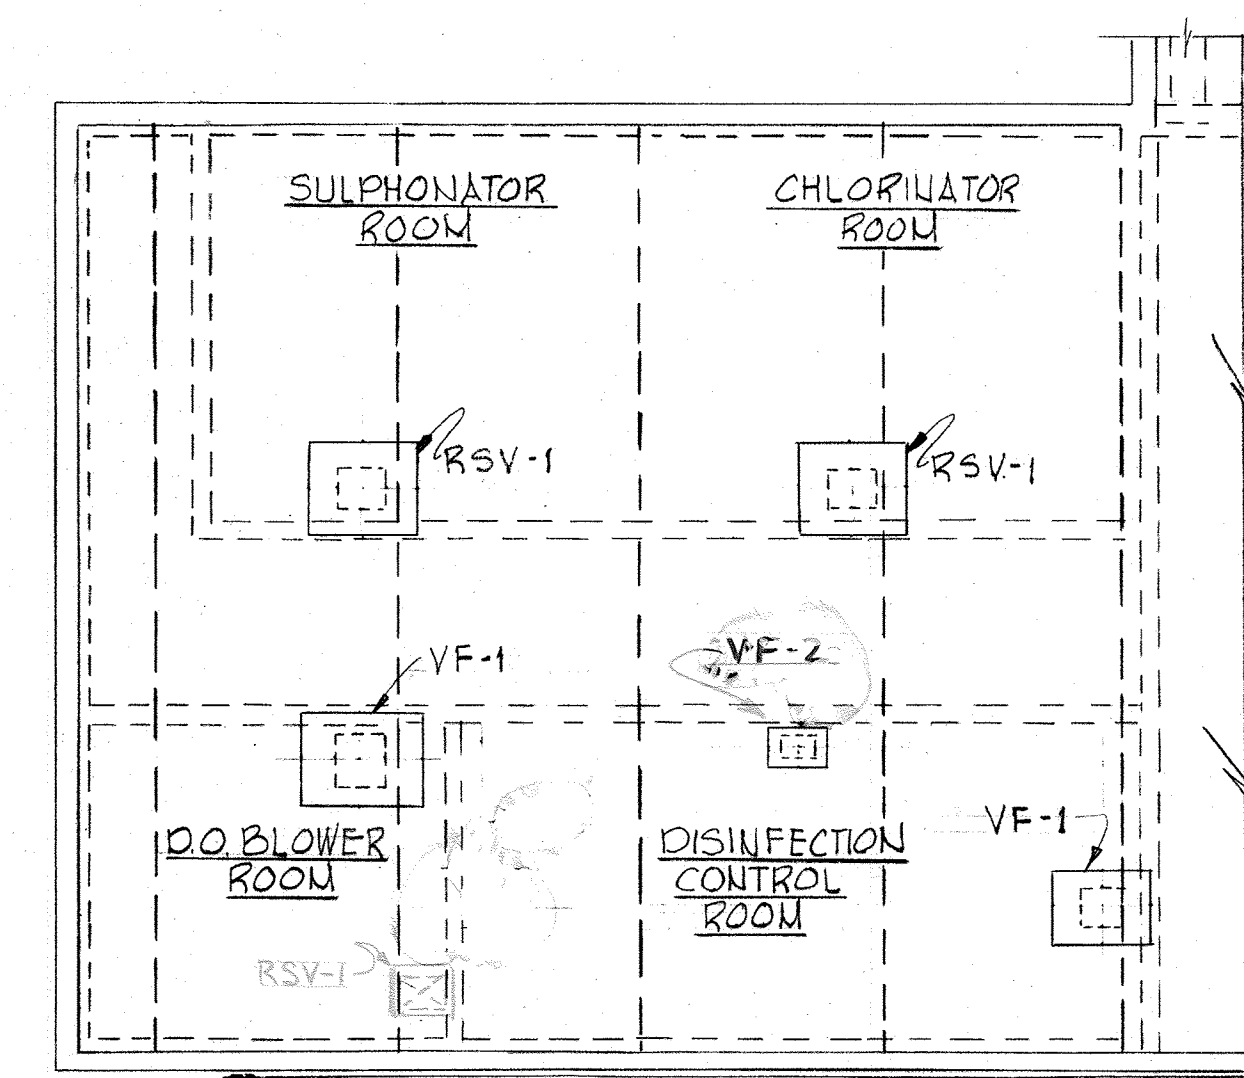 SULPHONATOR
ROOM
CHLORINATOR
ROOM
RSV-1
RSV-1
VF-1
VF-2
VF-1
D.O. BLOWER
ROOM
DISINFECTION
CONTROL
ROOM
RSV-1